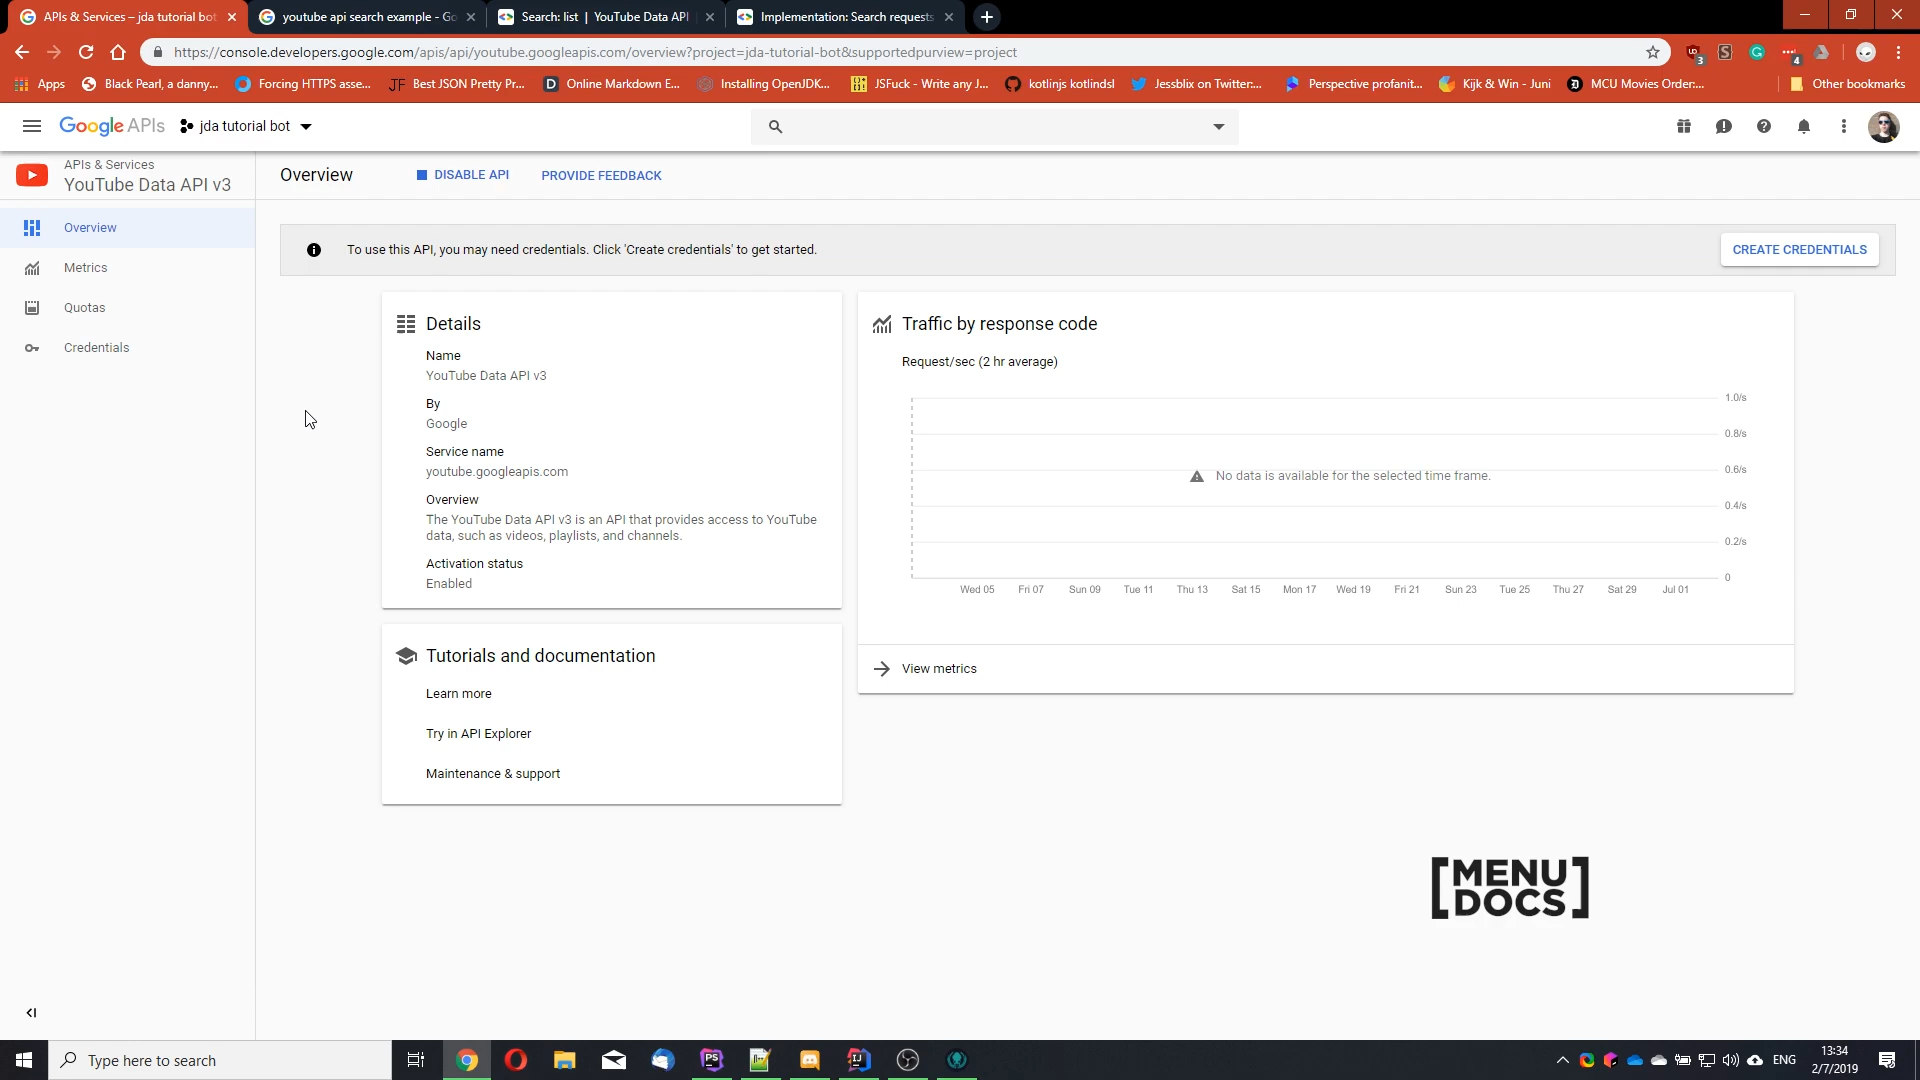 APIs & Services – jda tutorial bot
youtube api search example - Go
Search: list | YouTube Data API
Implementation: Search requests
https://console.developers.google.com/apis/api/youtube.googleapis.com/overview?project=jda-tutorial-bot&supportedpurview=project
3
4
Apps
Black Pearl, a danny...
Forcing HTTPS asse...
JF Best JSON Pretty Pr...
D Online Markdown E...
Installing OpenJDK...
JSFuck - Write any J...
kotlinjs kotlindsl
Jessblix on Twitter:...
Perspective profanit...
Kijk & Win - Juni
MCU Movies Order:...
Other bookmarks
Google APIs
jda tutorial bot
APIs & Services
YouTube Data API v3
Overview
DISABLE API
PROVIDE FEEDBACK
Overview
Metrics
Quotas
Credentials
To use this API, you may need credentials. Click 'Create credentials' to get started.
CREATE CREDENTIALS
Details
Name
YouTube Data API v3
By
Google
Service name
youtube.googleapis.com
Overview
The YouTube Data API v3 is an API that provides access to YouTube
data, such as videos, playlists, and channels.
Activation status
Enabled
Traffic by response code
Request/sec (2 hr average)
1.0/s
0.8/s
0.6/s
0.4/s
0.2/s
0
No data is available for the selected time frame.
Wed 05 Fri 07 Sun 09 Tue 11 Thu 13 Sat 15 Mon 17 Wed 19 Fri 21 Sun 23 Tue 25 Thu 27 Sat 29 Jul 01
View metrics
Tutorials and documentation
Learn more
Try in API Explorer
Maintenance & support
[MENU
DOCS]
Type here to search
PS
IJ
ENG
13:34
2/7/2019